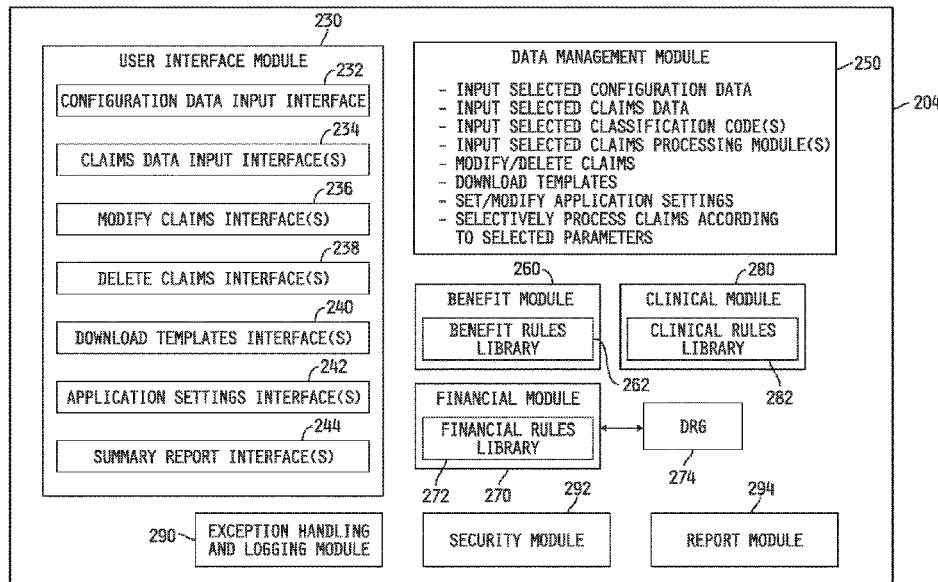 230
USER INTERFACE MODULE
232
CONFIGURATION DATA INPUT INTERFACE
234
CLAIMS DATA INPUT INTERFACE(S)
236
MODIFY CLAIMS INTERFACE(S)
238
DELETE CLAIMS INTERFACE(S)
240
DOWNLOAD TEMPLATES INTERFACE(S)
242
APPLICATION SETTINGS INTERFACE(S)
244
SUMMARY REPORT INTERFACE(S)
DATA MANAGEMENT MODULE
250
204
- INPUT SELECTED CONFIGURATION DATA
- INPUT SELECTED CLAIMS DATA
- INPUT SELECTED CLASSIFICATION CODE(S)
- INPUT SELECTED CLAIMS PROCESSING MODULE(S)
- MODIFY/DELETE CLAIMS
- DOWNLOAD TEMPLATES
- SET/MODIFY APPLICATION SETTINGS
- SELECTIVELY PROCESS CLAIMS ACCORDING
TO SELECTED PARAMETERS
260
BENEFIT MODULE
BENEFIT RULES
LIBRARY
262
280
CLINICAL MODULE
CLINICAL RULES
LIBRARY
282
FINANCIAL MODULE
FINANCIAL RULES
LIBRARY
272
270
DRG
274
290
EXCEPTION HANDLING
AND LOGGING MODULE
292
SECURITY MODULE
294
REPORT MODULE